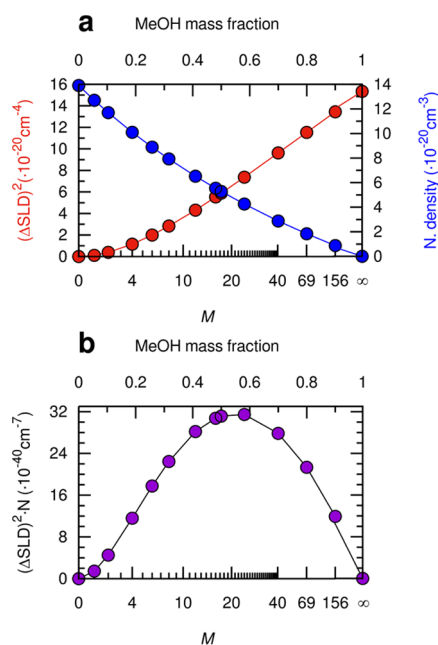 a
MeOH mass fraction
0 0.2 0.4 0.6 0.8 1
(ΔSLD)²(·10⁻²⁰cm⁻⁴)
16
14
12
10
8
6
4
2
0
14
12
10
8
6
4
2
0
N. density (·10⁻²⁰cm⁻³)
0 4 10 20 40 69 156 ∞
M
b
MeOH mass fraction
0 0.2 0.4 0.6 0.8 1
(ΔSLD)²·N (·10⁻⁴⁰cm⁻⁷)
32
24
16
8
0
0 4 10 20 40 69 156 ∞
M